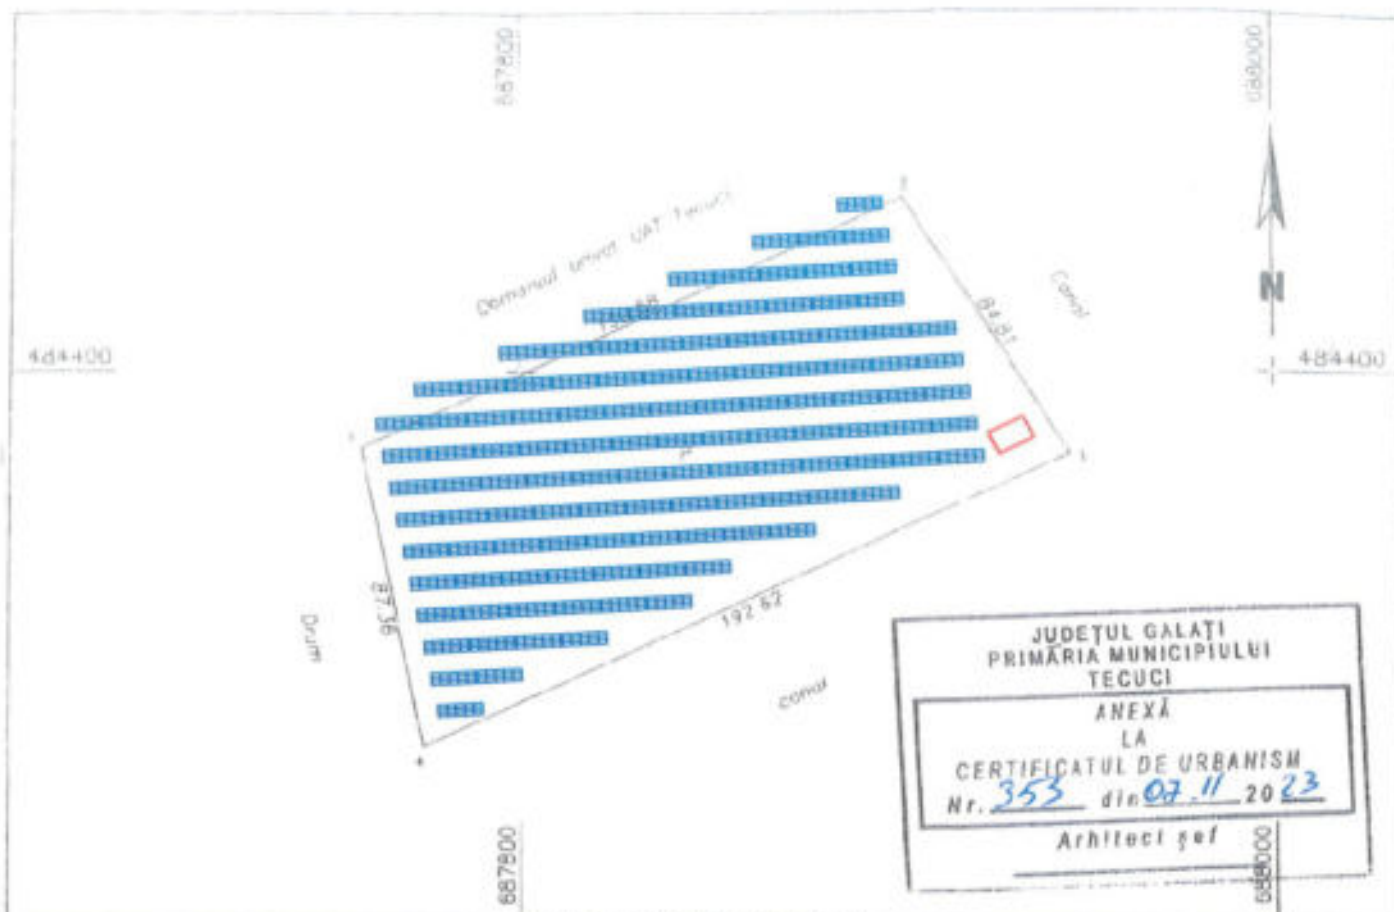 687800
688000
Domeniul privat UAT Tecuci
Canal
84.81
N
484400
484400
87.36
Drum
192.62
canal
4
JUDEȚUL GALAȚI
PRIMĂRIA MUNICIPIULUI
TECUCI
ANEXĂ
LA
CERTIFICATUL DE URBANISM
Nr. 353 din 07.11 2023
Arhitect șef
687800
688000